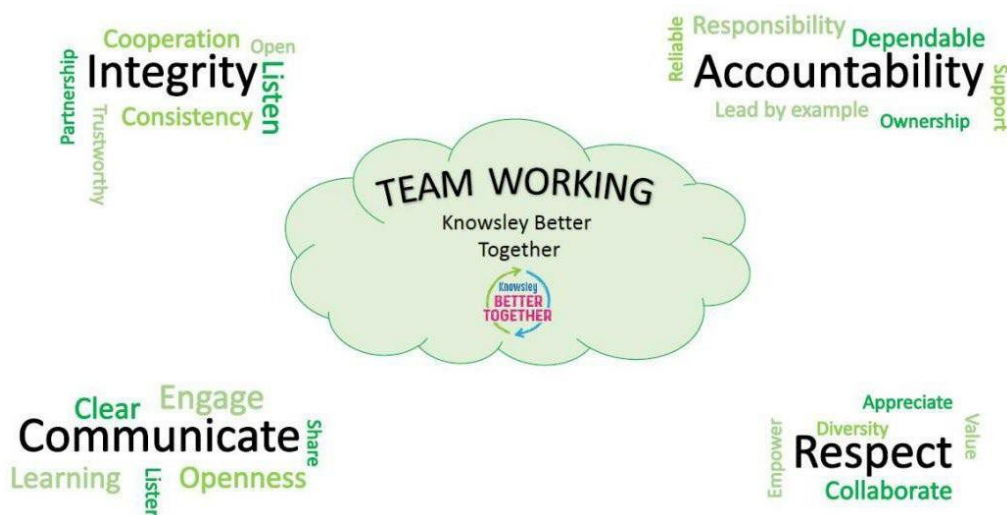 Cooperation
Open
Partnership
Integrity
Listen
Consistency
Trustworthy
Reliable
Responsibility
Dependable
Accountability
Support
Lead by example
Ownership
TEAM WORKING
Knowsley Better
Together
Knowsley
BETTER
TOGETHER
Clear
Engage
Communicate
Share
Learning
Listen
Openness
Appreciate
Empower
Diversity
Value
Respect
Collaborate